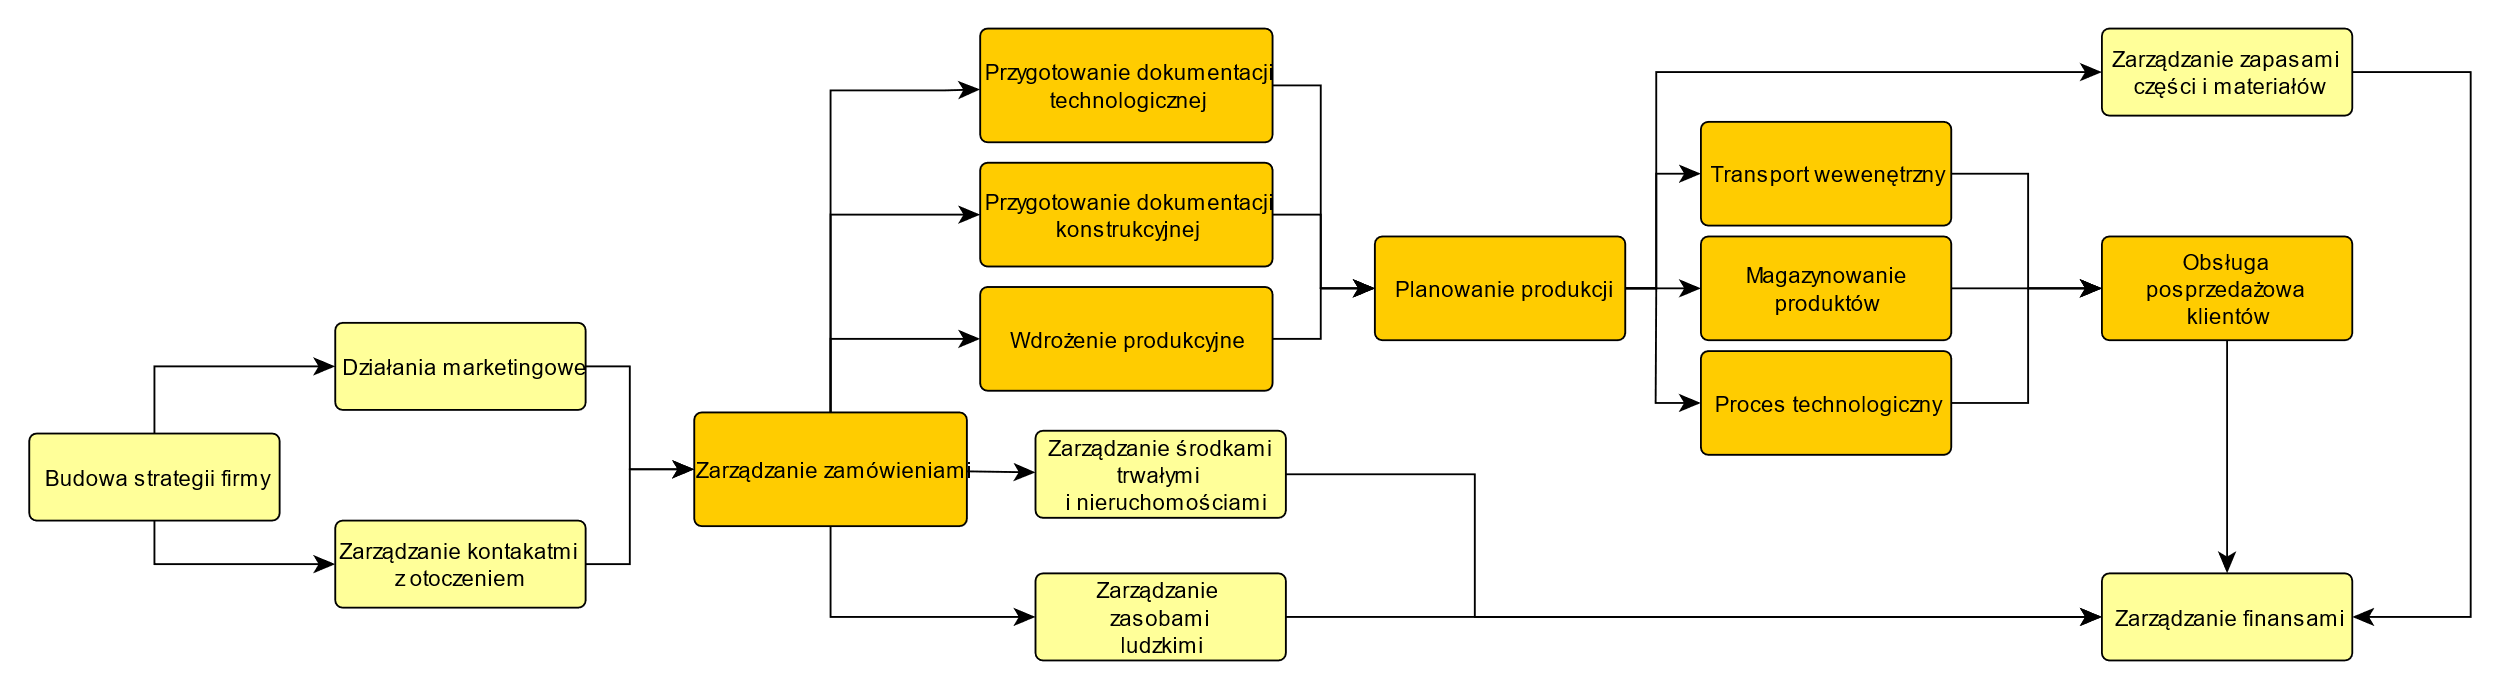 Budowa strategii firmy
Działania marketingowe
Zarządzanie kontakatmi
z otoczeniem
Zarządzanie zamówieniami
Przygotowanie dokumentacji
technologicznej
Przygotowanie dokumentacji
konstrukcyjnej
Wdrożenie produkcyjne
Zarządzanie środkami
trwałymi
i nieruchomościami
Zarządzanie
zasobami
ludzkimi
Planowanie produkcji
Transport wewenętrzny
Magazynowanie
produktów
Proces technologiczny
Zarządzanie zapasami
części i materiałów
Obsługa
posprzedażowa
klientów
Zarządzanie finansami